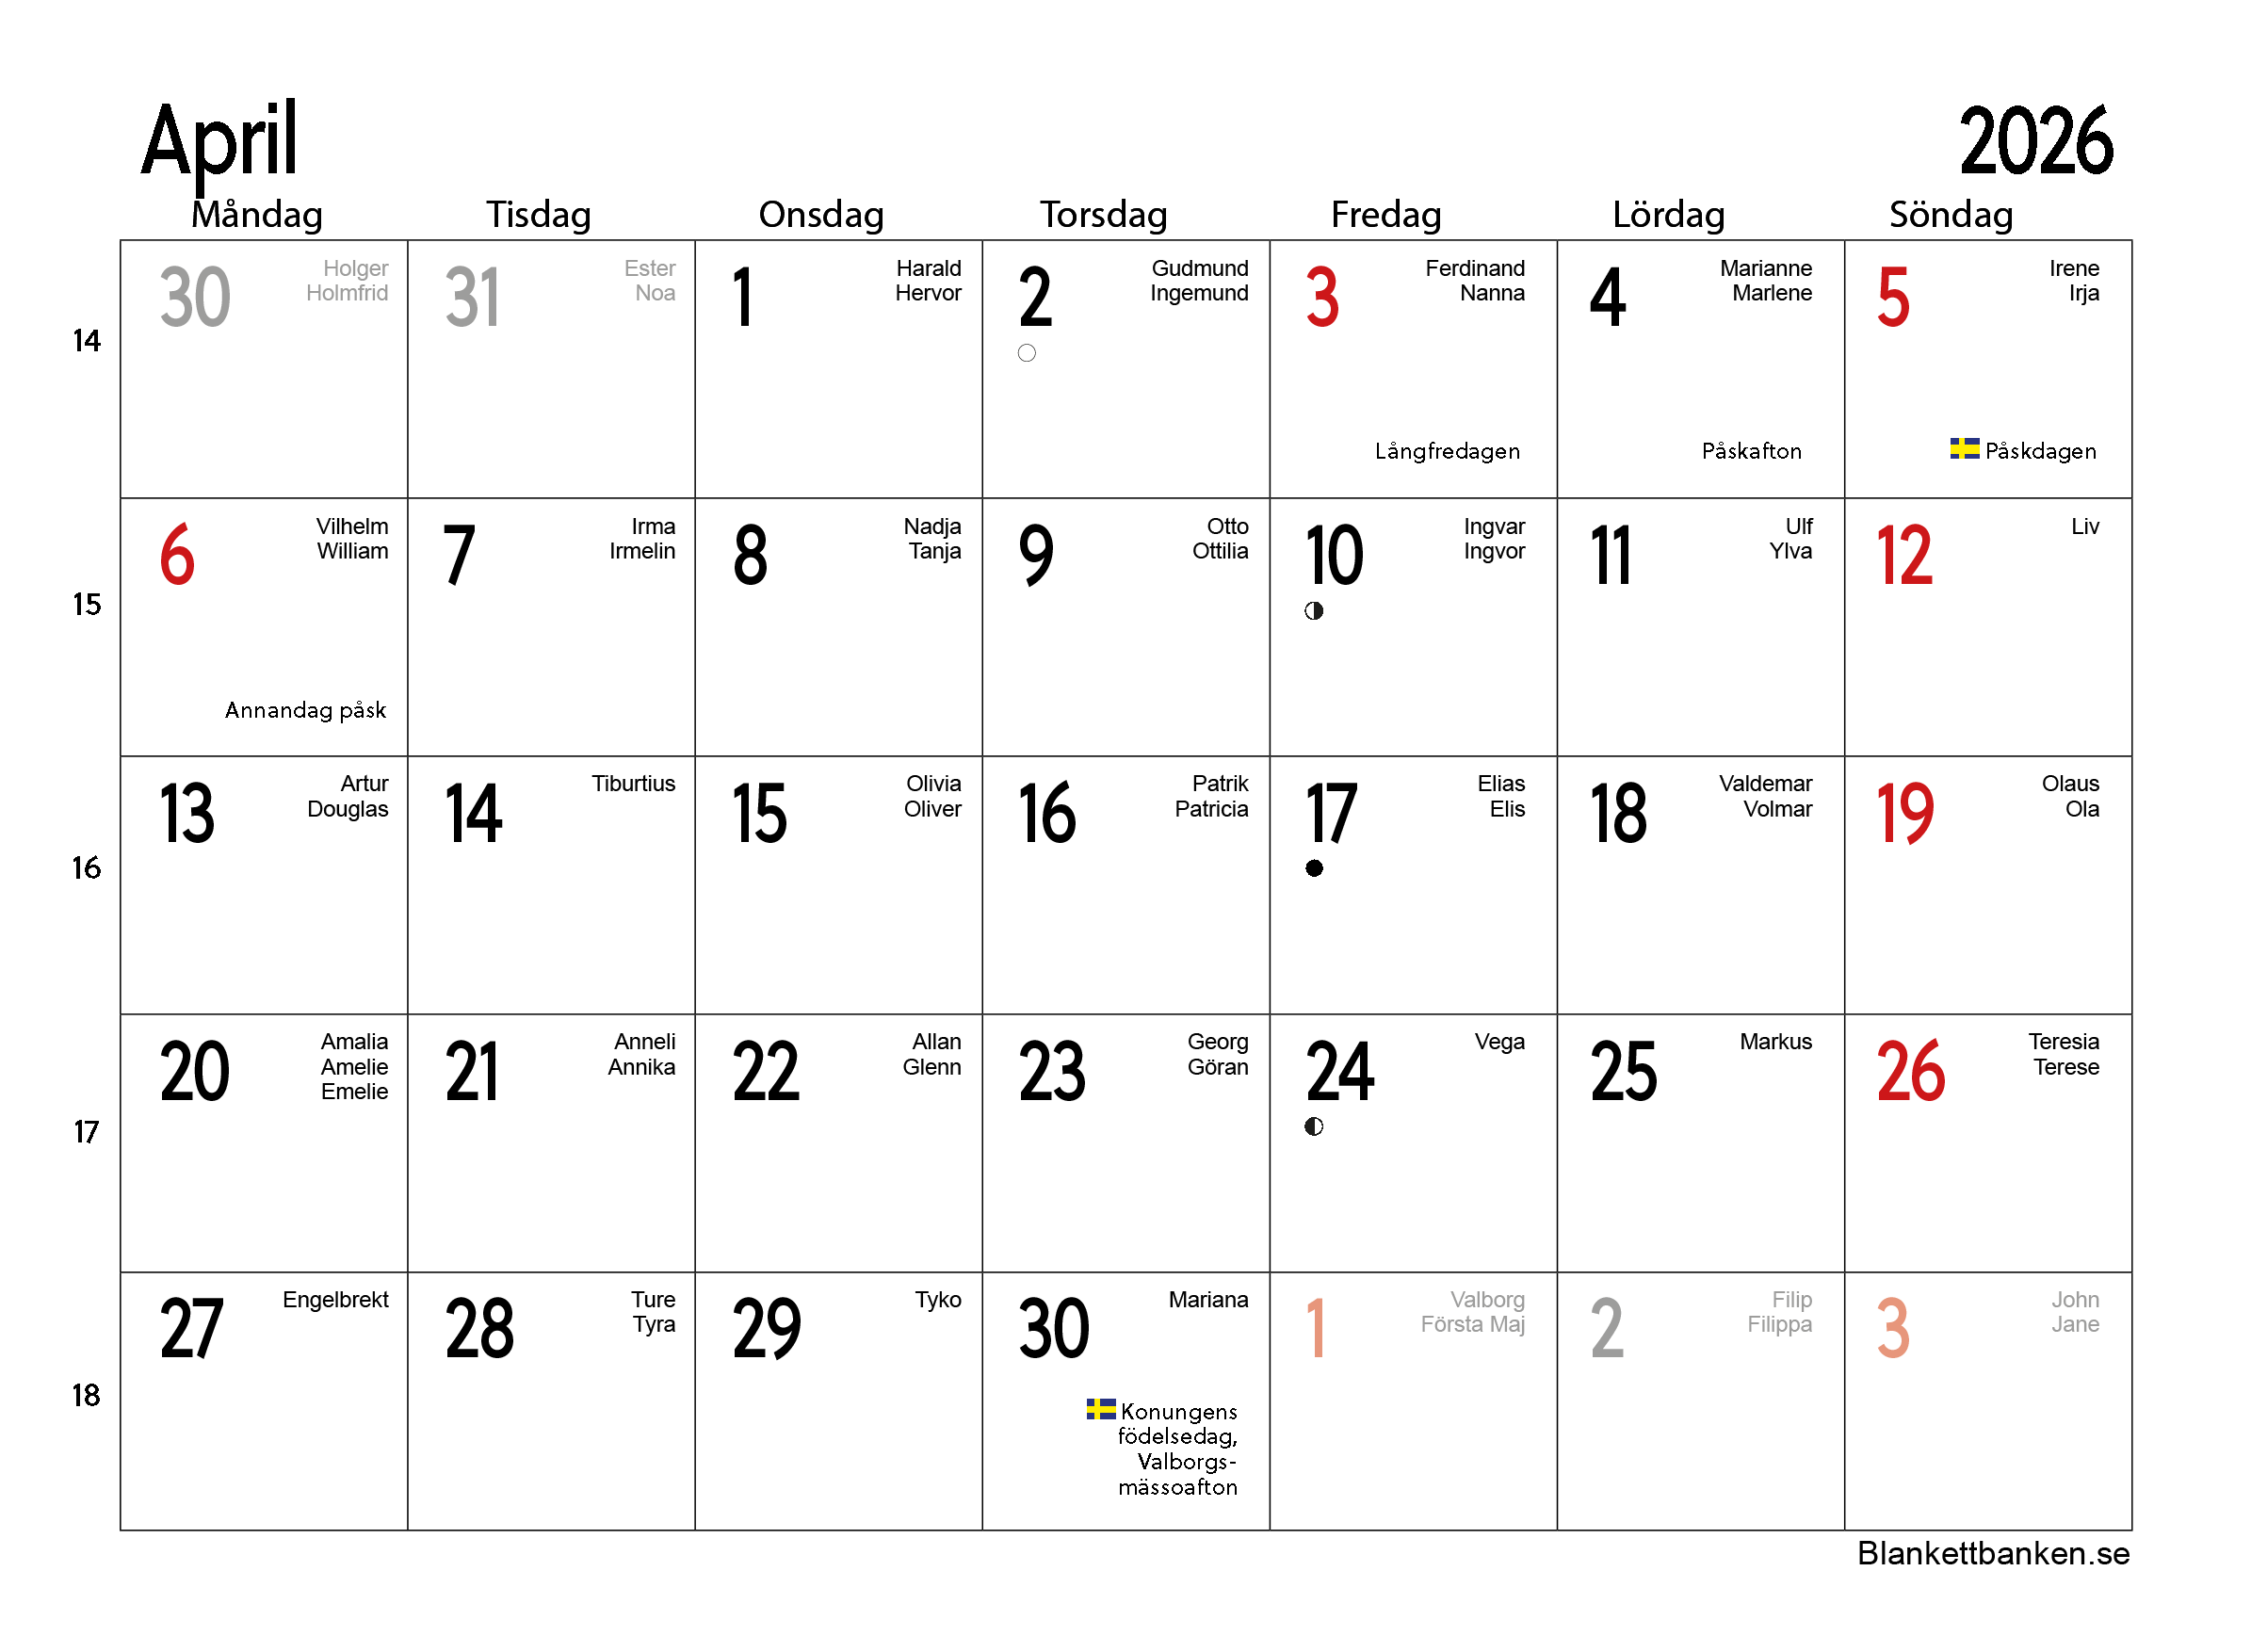 April 2026
Måndag Tisdag Onsdag Torsdag Fredag Lördag Söndag
14
30 Holger
Holmfrid
31 Ester
Noa
1 Harald
Hervor
2 Gudmund
Ingemund
3 Ferdinand
Nanna
Långfredagen
4 Marianne
Marlene
Påskafton
5 Irene
Irja
Påskdagen
15
6 Vilhelm
William
Annandag påsk
7 Irma
Irmelin
8 Nadja
Tanja
9 Otto
Ottilia
10 Ingvar
Ingvor
11 Ulf
Ylva
12 Liv
16
13 Artur
Douglas
14 Tiburtius
15 Olivia
Oliver
16 Patrik
Patricia
17 Elias
Elis
18 Valdemar
Volmar
19 Olaus
Ola
17
20 Amalia
Amelie
Emelie
21 Anneli
Annika
22 Allan
Glenn
23 Georg
Göran
24 Vega
25 Markus
26 Teresia
Terese
18
27 Engelbrekt
28 Ture
Tyra
29 Tyko
30 Mariana
Konungens
födelsedag,
Valborgs-
mässoafton
1 Valborg
Första Maj
2 Filip
Filippa
3 John
Jane
Blankettbanken.se